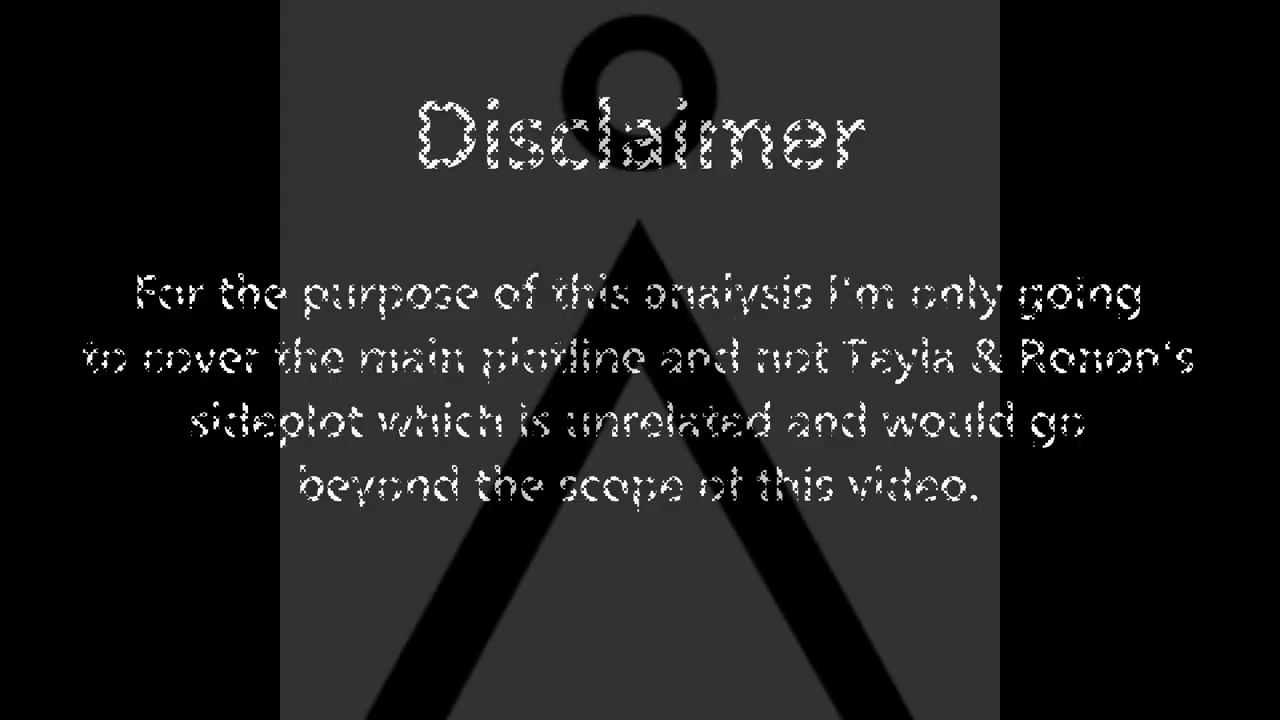 Disclaimer
For the purpose of this analysis I'm only going
to cover the main plotline and not Tayla & Ronon's
sideplot which is unrelated and would go
beyond the scope of this video.